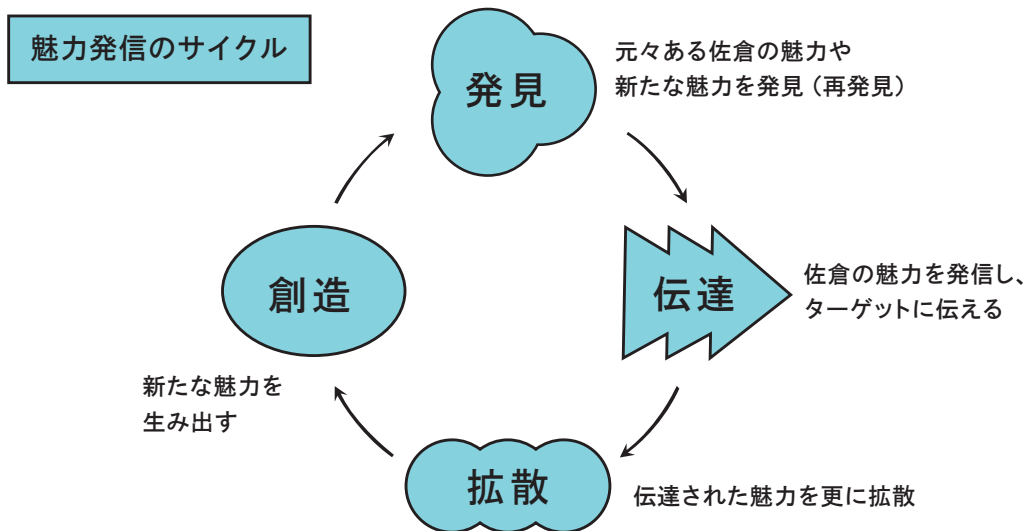 魅力発信のサイクル
発見
元々ある佐倉の魅力や
新たな魅力を発見（再発見）
伝達
佐倉の魅力を発信し、
ターゲットに伝える
拡散
伝達された魅力を更に拡散
創造
新たな魅力を
生み出す